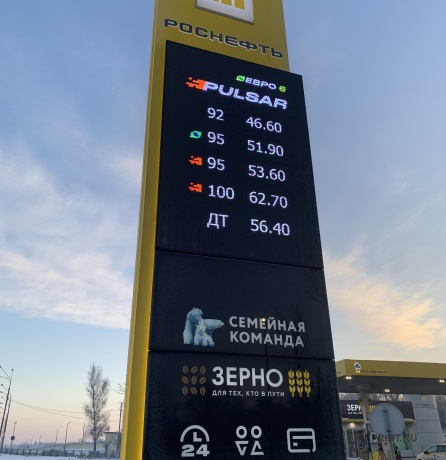 РОСНЕФТЬ
ЕВРО 6
PULSAR
92 46.60
95 51.90
95 53.60
100 62.70
ДТ 56.40
СЕМЕЙНАЯ
КОМАНДА
ЗЕРНО
ДЛЯ ТЕХ, КТО В ПУТИ
24
ЗЕРНО